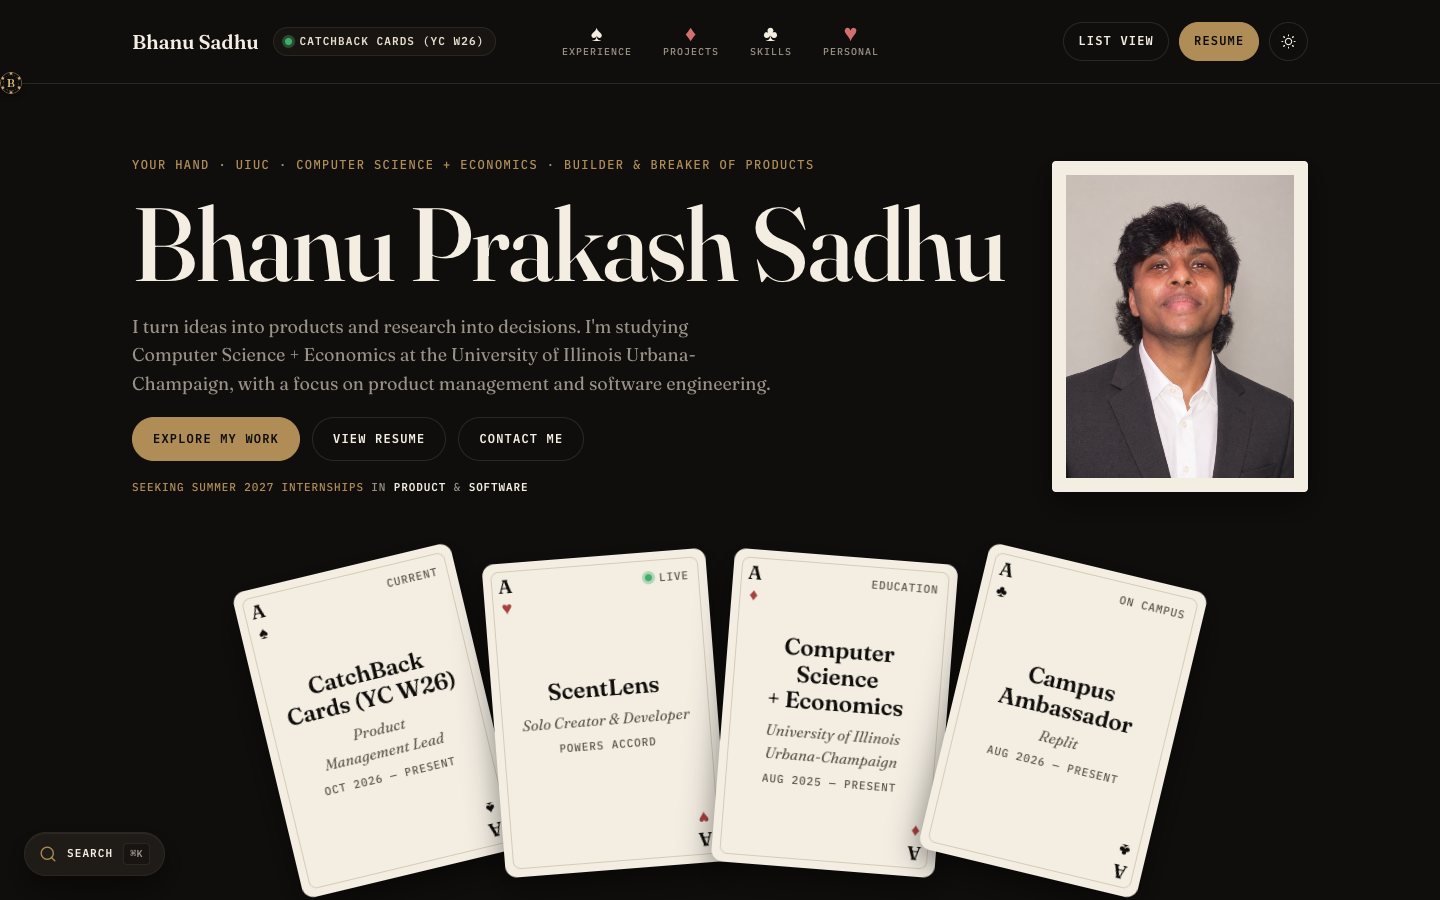 Bhanu Sadhu
CATCHBACK CARDS (YC W26)
EXPERIENCE
PROJECTS
SKILLS
PERSONAL
LIST VIEW
RESUME
B
YOUR HAND · UIUC · COMPUTER SCIENCE + ECONOMICS · BUILDER & BREAKER OF PRODUCTS
Bhanu Prakash Sadhu
I turn ideas into products and research into decisions. I'm studying
Computer Science + Economics at the University of Illinois Urbana-
Champaign, with a focus on product management and software engineering.
EXPLORE MY WORK
VIEW RESUME
CONTACT ME
SEEKING SUMMER 2027 INTERNSHIPS IN PRODUCT & SOFTWARE
A
CURRENT
CatchBack
Cards (YC W26)
Product
Management Lead
OCT 2026 — PRESENT
A
A
LIVE
ScentLens
Solo Creator & Developer
POWERS ACCORD
A
A
EDUCATION
Computer
Science
+ Economics
University of Illinois
Urbana-Champaign
AUG 2025 — PRESENT
A
A
ON CAMPUS
Campus
Ambassador
Replit
AUG 2026 — PRESENT
A
SEARCH
⌘K